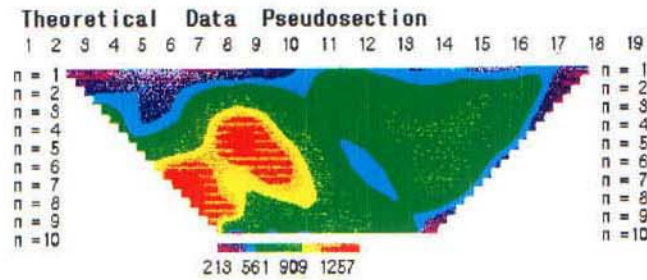 Theoretical Data Pseudosection
1 2 3 4 5 6 7 8 9 10 11 12 13 14 15 16 17 18 19
n = 1 n = 1
n = 2 n = 2
n = 3 n = 3
n = 4 n = 4
n = 5 n = 5
n = 6 n = 6
n = 7 n = 7
n = 8 n = 8
n = 9 n = 9
n =10 n =10
213 561 909 1257